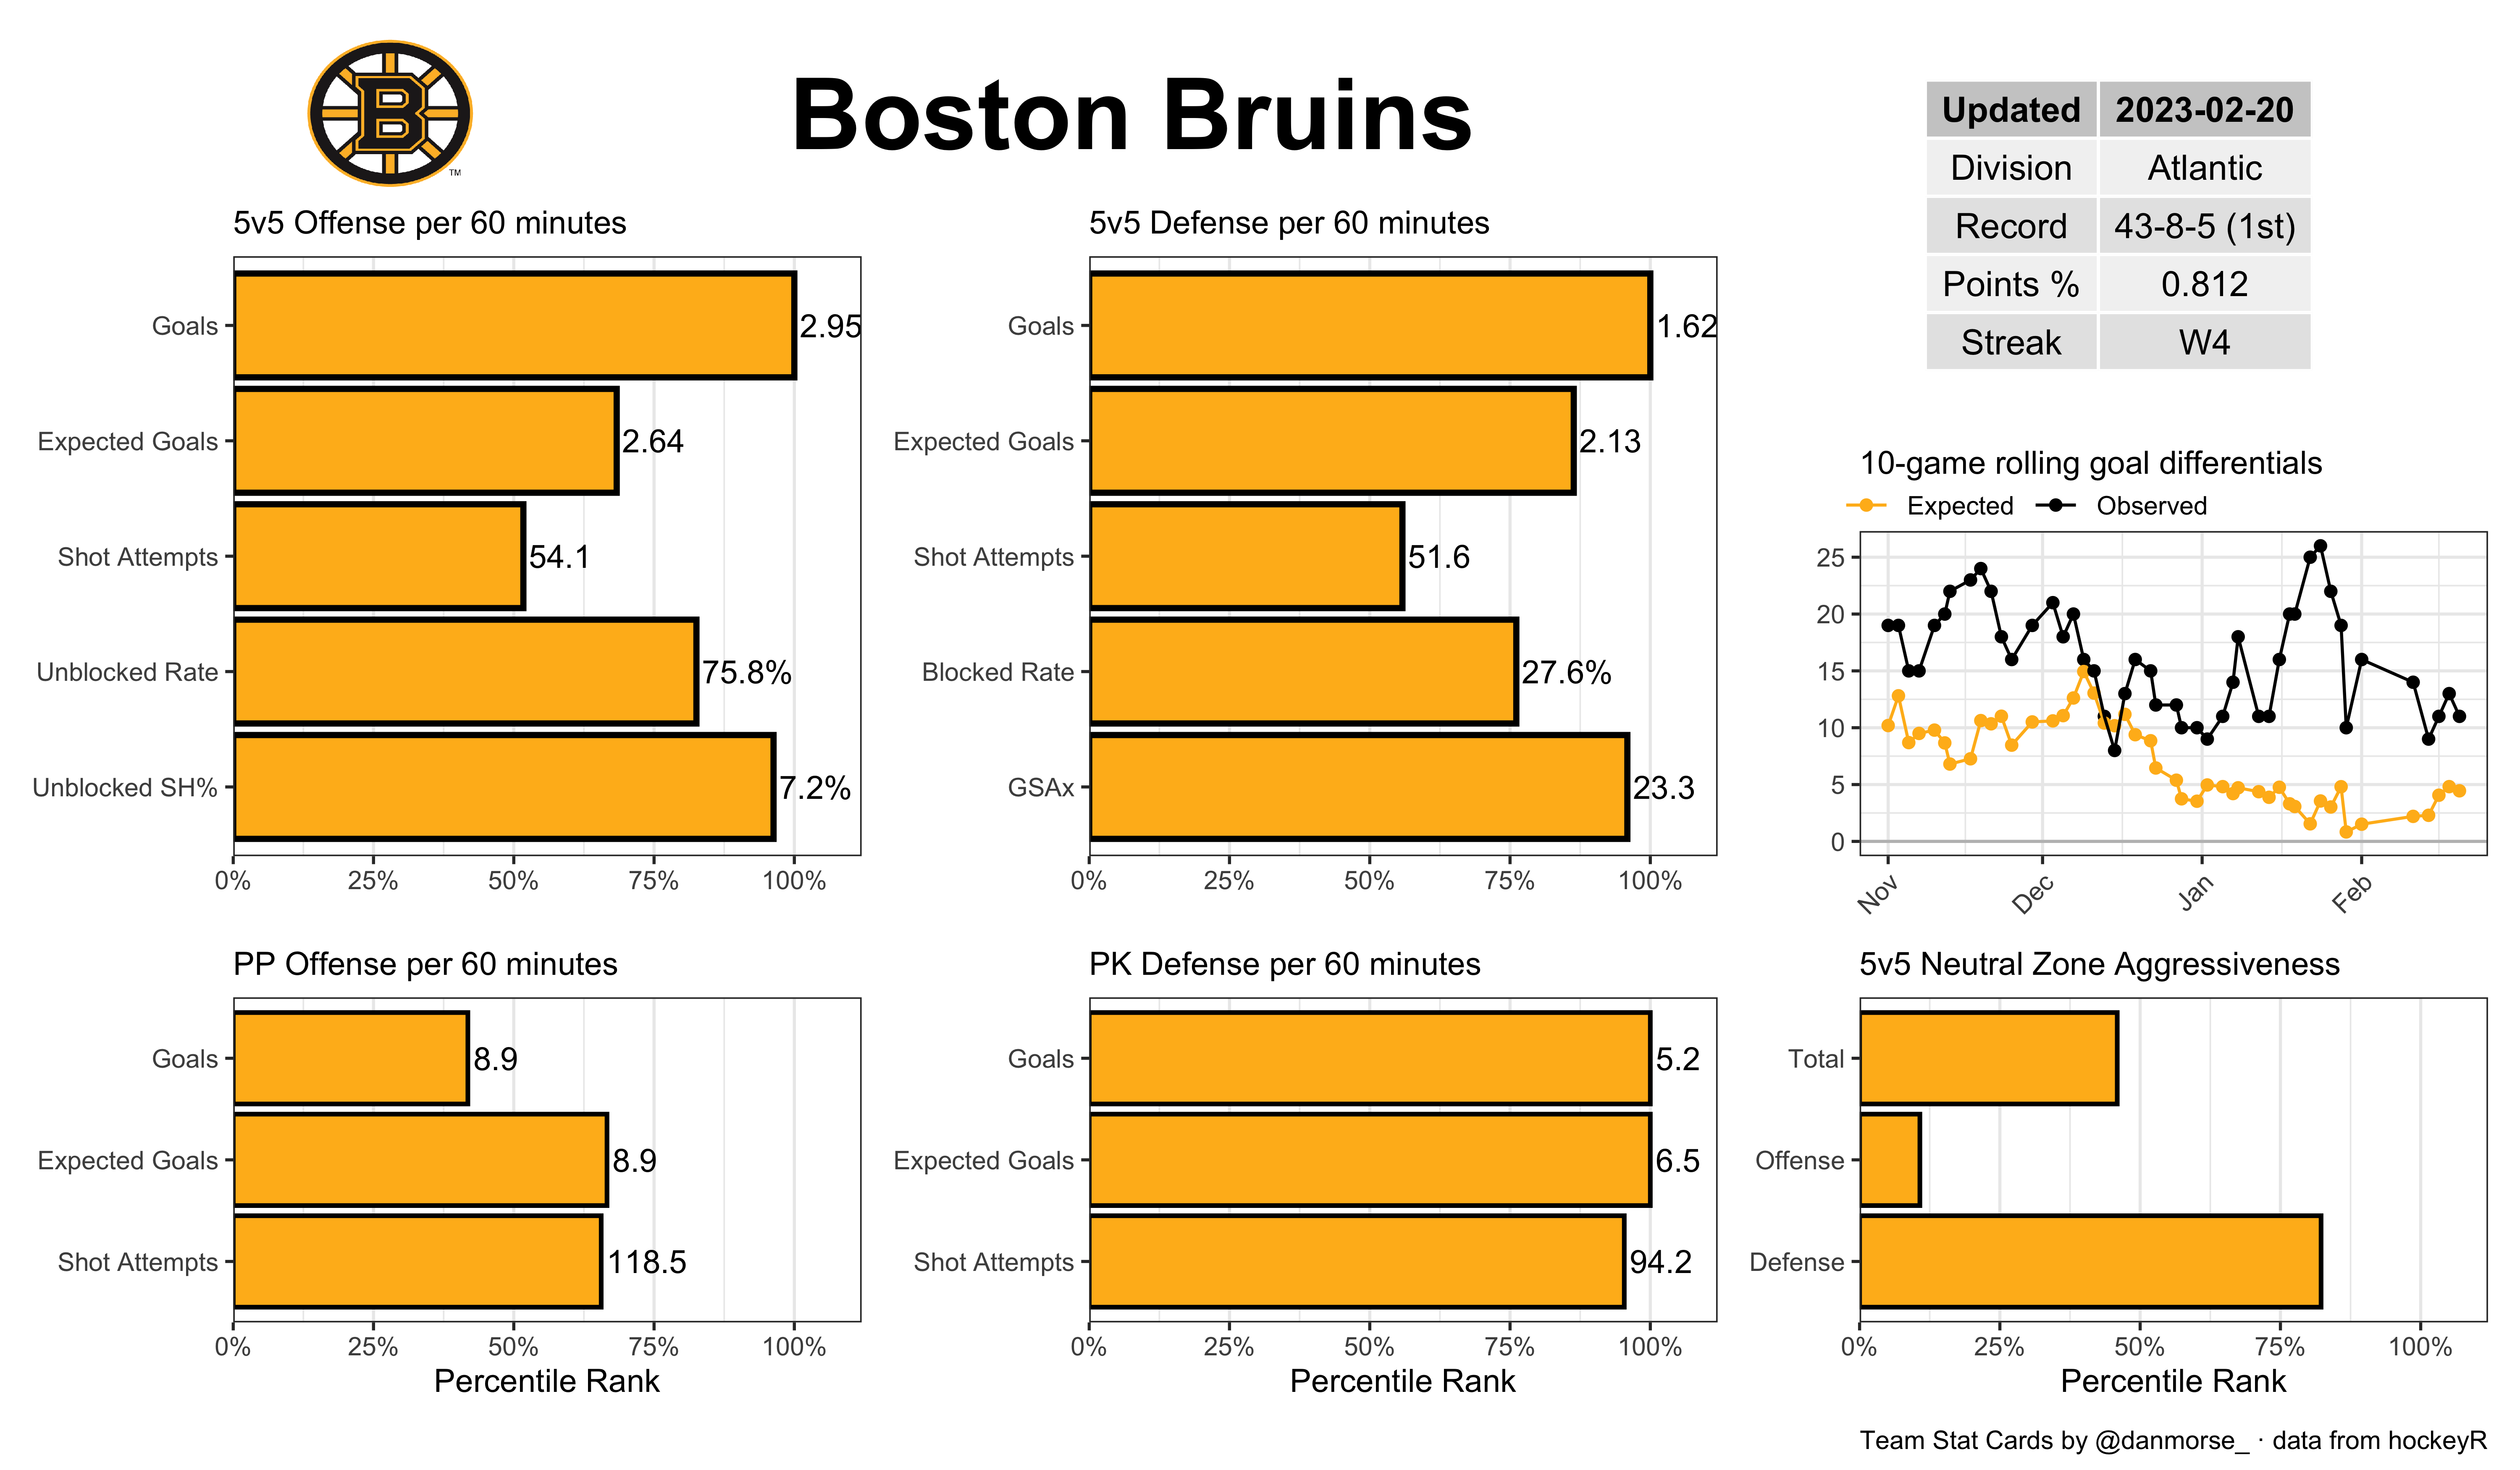 B
TM
Boston Bruins
Updated 2023-02-20
Division Atlantic
Record 43-8-5 (1st)
Points % 0.812
Streak W4
5v5 Offense per 60 minutes
Goals 2.95
Expected Goals 2.64
Shot Attempts 54.1
Unblocked Rate 75.8%
Unblocked SH% 7.2%
0% 25% 50% 75% 100%
5v5 Defense per 60 minutes
Goals 1.62
Expected Goals 2.13
Shot Attempts 51.6
Blocked Rate 27.6%
GSAx 23.3
0% 25% 50% 75% 100%
10-game rolling goal differentials
Expected Observed
25
20
15
10
5
0
Nov Dec Jan Feb
PP Offense per 60 minutes
Goals 8.9
Expected Goals 8.9
Shot Attempts 118.5
0% 25% 50% 75% 100%
Percentile Rank
PK Defense per 60 minutes
Goals 5.2
Expected Goals 6.5
Shot Attempts 94.2
0% 25% 50% 75% 100%
Percentile Rank
5v5 Neutral Zone Aggressiveness
Total
Offense
Defense
0% 25% 50% 75% 100%
Percentile Rank
Team Stat Cards by @danmorse_ · data from hockeyR